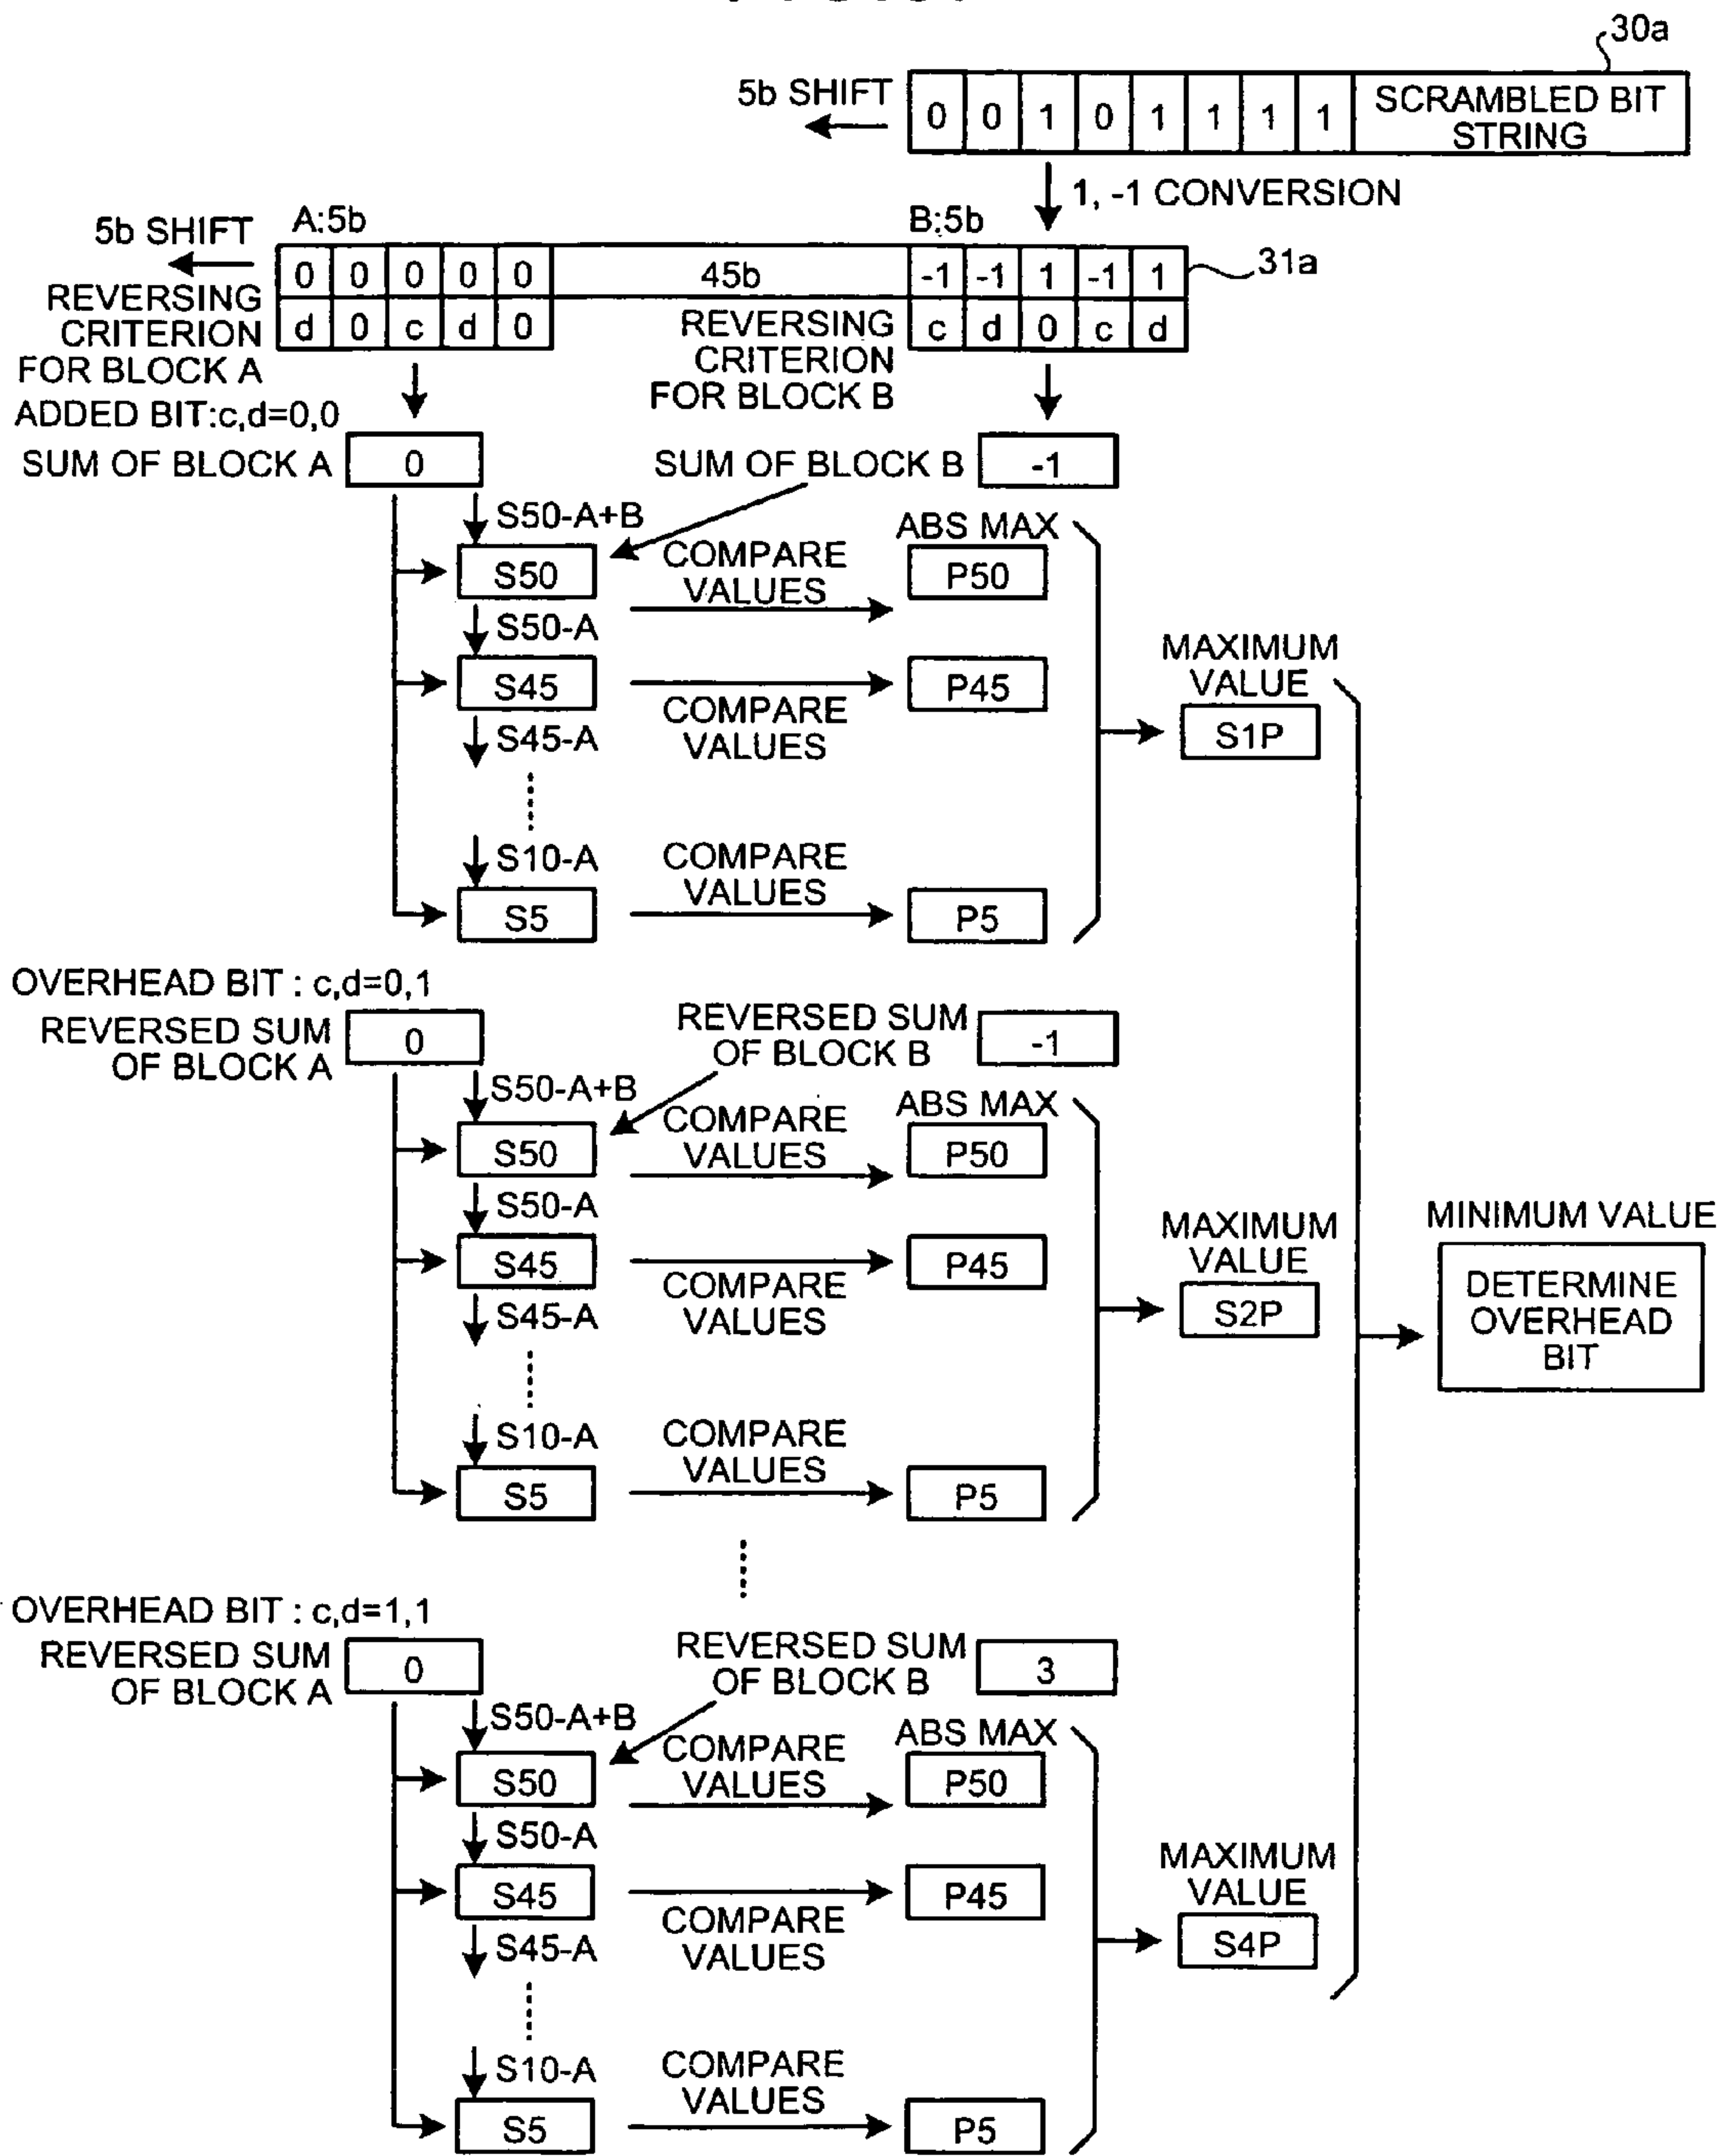 30a
5b SHIFT
0 0 1 0 1 1 1 1 SCRAMBLED BIT STRING
1, -1 CONVERSION
5b SHIFT
A:5b
B:5b
0 0 0 0 0 45b -1 -1 1 -1 1
31a
REVERSING CRITERION FOR BLOCK A
d 0 c d 0
REVERSING CRITERION FOR BLOCK B
c d 0 c d
ADDED BIT:c,d=0,0
SUM OF BLOCK A 0
SUM OF BLOCK B -1
S50-A+B
S50
COMPARE VALUES
ABS MAX
P50
S50-A
S45
COMPARE VALUES
P45
S45-A
MAXIMUM VALUE
S1P
S10-A
S5
COMPARE VALUES
P5
OVERHEAD BIT : c,d=0,1
REVERSED SUM OF BLOCK A 0
REVERSED SUM OF BLOCK B -1
S50-A+B
S50
COMPARE VALUES
ABS MAX
P50
S50-A
S45
COMPARE VALUES
P45
S45-A
MAXIMUM VALUE
S2P
MINIMUM VALUE
DETERMINE OVERHEAD BIT
S10-A
S5
COMPARE VALUES
P5
OVERHEAD BIT : c,d=1,1
REVERSED SUM OF BLOCK A 0
REVERSED SUM OF BLOCK B 3
S50-A+B
S50
COMPARE VALUES
ABS MAX
P50
S50-A
S45
COMPARE VALUES
P45
S45-A
MAXIMUM VALUE
S4P
S10-A
S5
COMPARE VALUES
P5